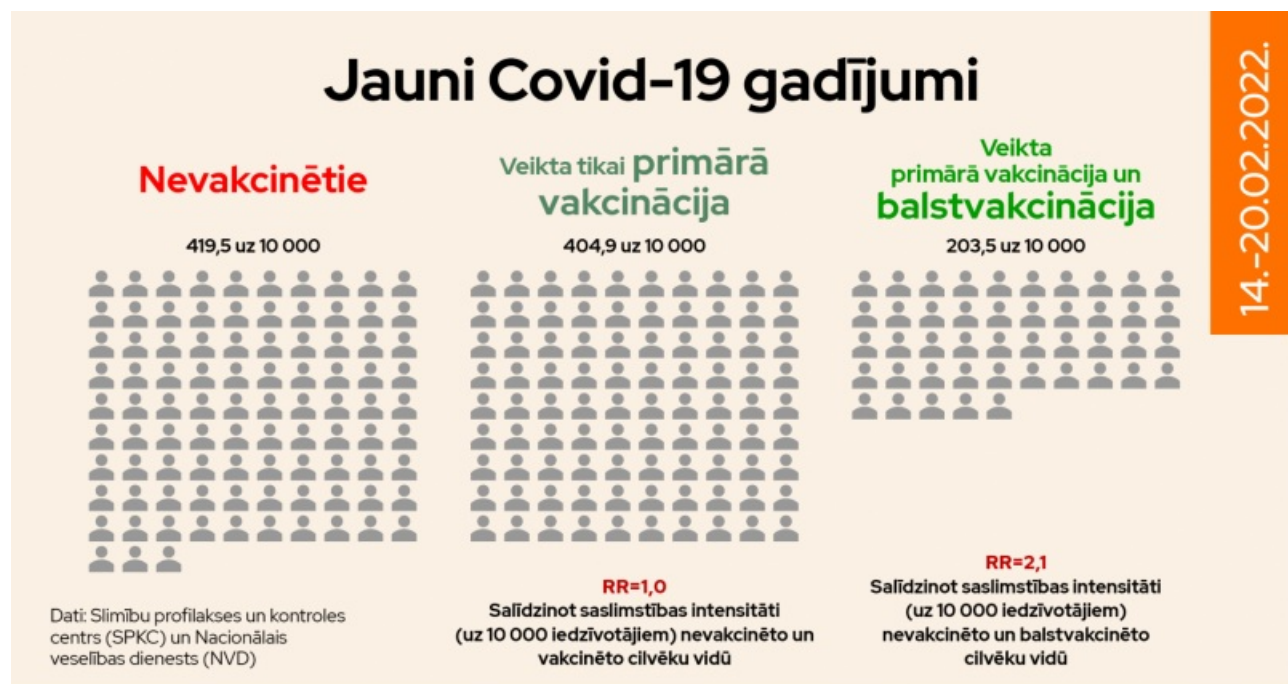 Jauni Covid-19 gadījumi
14.-20.02.2022.
Nevakcinētie
419,5 uz 10 000
Veikta tikai primārā
vakcinācija
404,9 uz 10 000
Veikta
primārā vakcinācija un
balstvakcinācija
203,5 uz 10 000
RR=1,0
Salīdzinot saslimstības intensitāti
(uz 10 000 iedzīvotājiem) nevakcinēto un
vakcinēto cilvēku vidū
RR=2,1
Salīdzinot saslimstības intensitāti
(uz 10 000 iedzīvotājiem)
nevakcinēto un balstvakcinēto
cilvēku vidū
Dati: Slimību profilakses un kontroles
centrs (SPKC) un Nacionālais
veselības dienests (NVD)